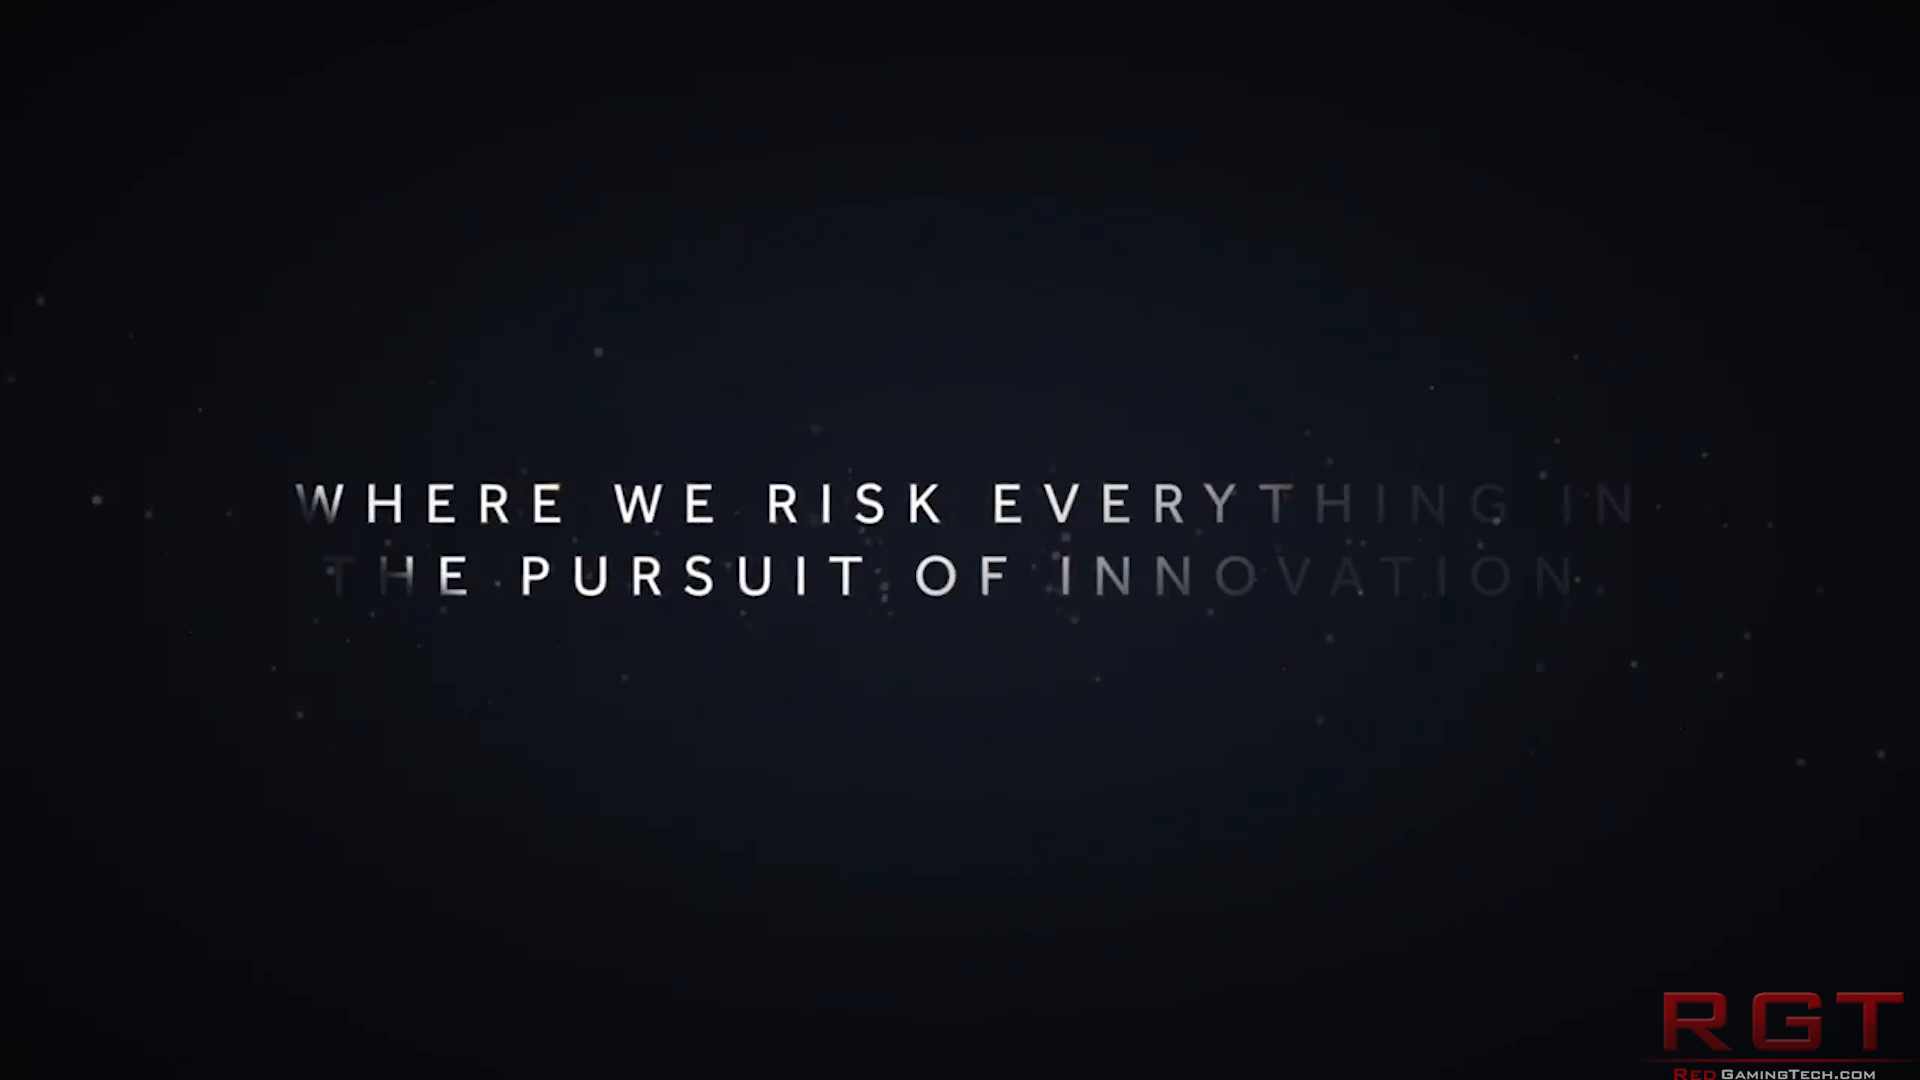 WHERE WE RISK EVERYTHING IN
THE PURSUIT OF INNOVATION.
RGT
REDGAMINGTECH.COM